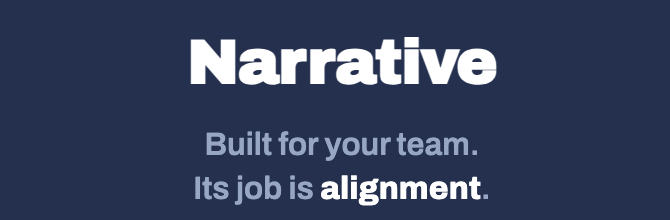 Narrative
Built for your team.
Its job is alignment.